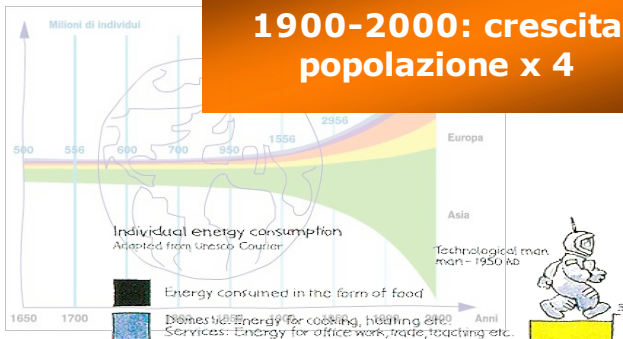 1900-2000: crescita
popolazione x 4
Milioni di individui
2956
1556
500 556 600 700 950
Europa
Asia
Individual energy consumption
Adapted from Unesco Courier
Technological man
man - 1950 AD
Energy consumed in the form of food
1650 1700 2000 Anni
Domestic: Energy for cooking, heating etc.
Services: Energy for office work, trade, teaching etc.